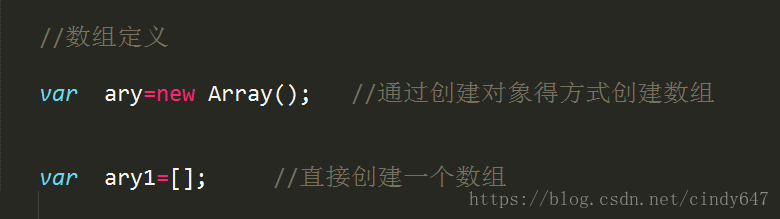 //数组定义
var ary=new Array(); //通过创建对象得方式创建数组
var ary1=[]; //直接创建一个数组
https://blog.csdn.net/cindy647